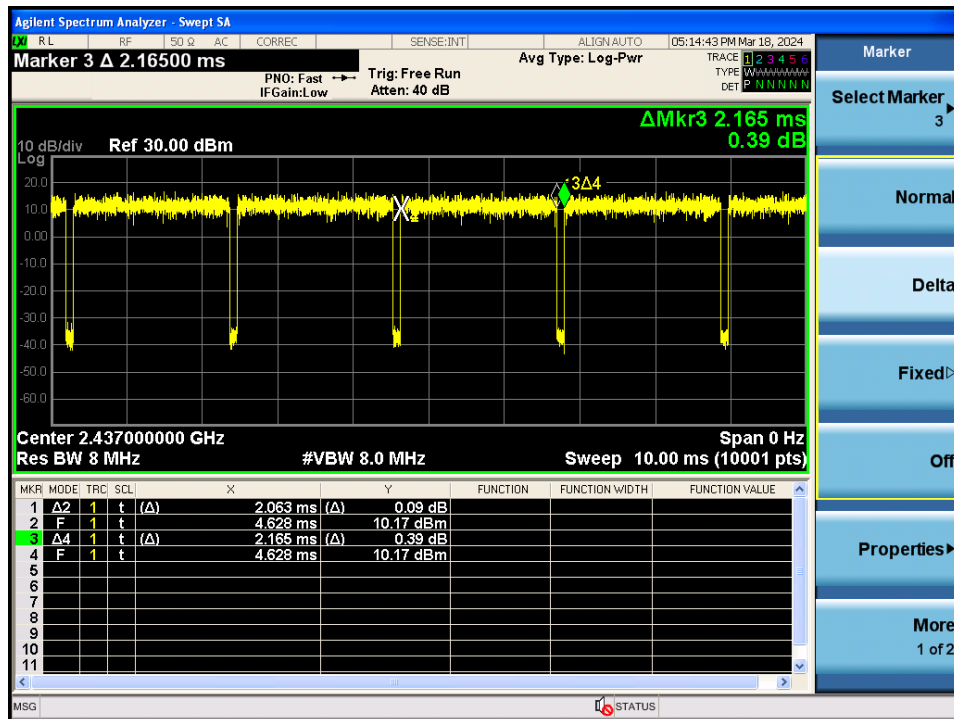 Agilent Spectrum Analyzer - Swept SA
LXI RL RF 50 Ω AC CORREC SENSE:INT ALIGN AUTO 05:14:43 PM Mar 18, 2024
Marker 3 Δ 2.16500 ms
PNO: Fast
IFGain:Low
Trig: Free Run
Atten: 40 dB
Avg Type: Log-Pwr
TRACE 1 2 3 4 5 6
TYPE
DET P N N N N N
ΔMkr3 2.165 ms
0.39 dB
10 dB/div Ref 30.00 dBm
Log
20.0
10.0
0.00
-10.0
-20.0
-30.0
-40.0
-50.0
-60.0
3Δ4
Center 2.437000000 GHz Span 0 Hz
Res BW 8 MHz #VBW 8.0 MHz Sweep 10.00 ms (10001 pts)
MKR MODE TRC SCL X Y FUNCTION FUNCTION WIDTH FUNCTION VALUE
1 Δ2 1 t (Δ) 2.063 ms (Δ) 0.09 dB
2 F 1 t 4.628 ms 10.17 dBm
3 Δ4 1 t (Δ) 2.165 ms (Δ) 0.39 dB
4 F 1 t 4.628 ms 10.17 dBm
5
6
7
8
9
10
11
MSG STATUS
Marker
Select Marker
3
Normal
Delta
Fixed
Off
Properties
More
1 of 2